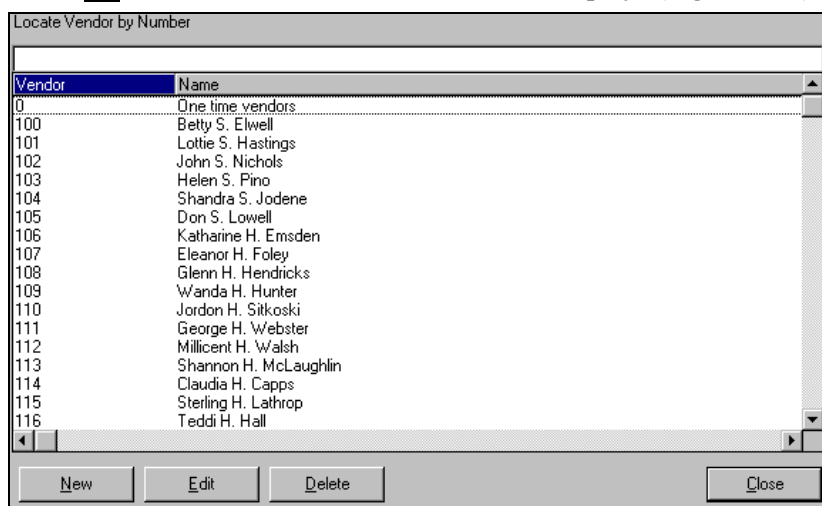 Locate Vendor by Number
Vendor Name
0 One time vendors
100 Betty S. Elwell
101 Lottie S. Hastings
102 John S. Nichols
103 Helen S. Pino
104 Shandra S. Jodene
105 Don S. Lowell
106 Katharine H. Emsden
107 Eleanor H. Foley
108 Glenn H. Hendricks
109 Wanda H. Hunter
110 Jordon H. Sitkoski
111 George H. Webster
112 Millicent H. Walsh
113 Shannon H. McLaughlin
114 Claudia H. Capps
115 Sterling H. Lathrop
116 Teddi H. Hall
New Edit Delete Close